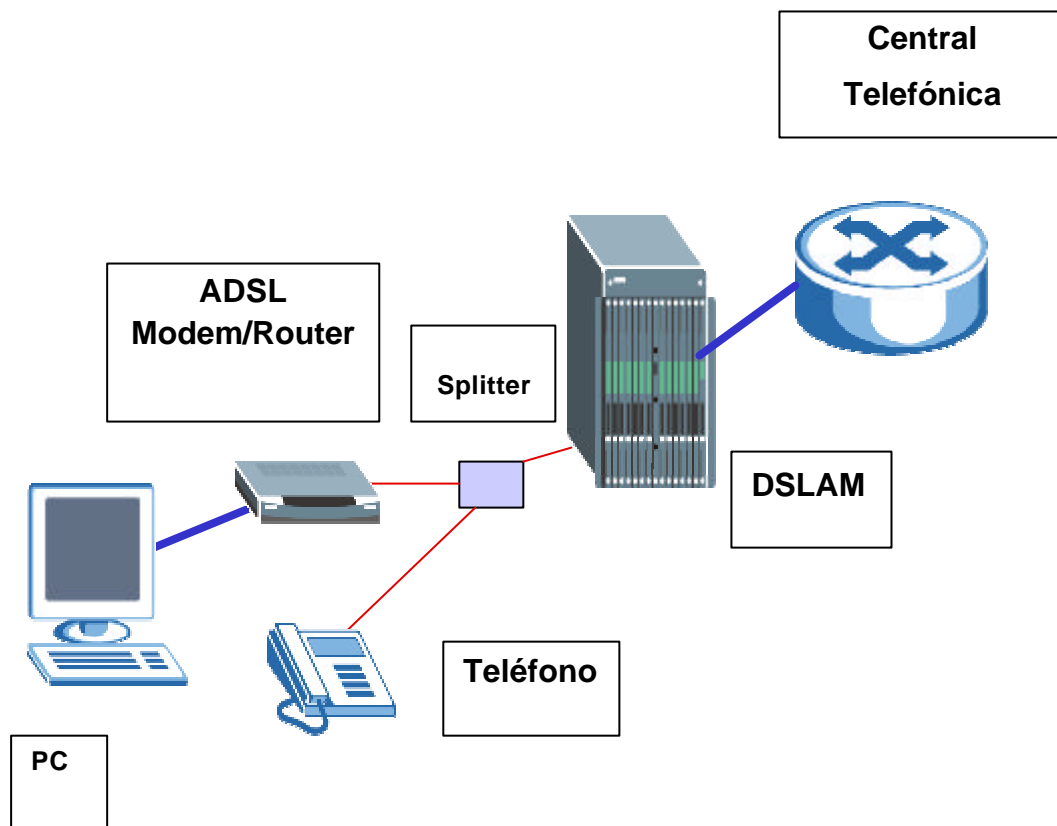 Central
Telefónica
ADSL
Modem/Router
Splitter
DSLAM
Teléfono
PC